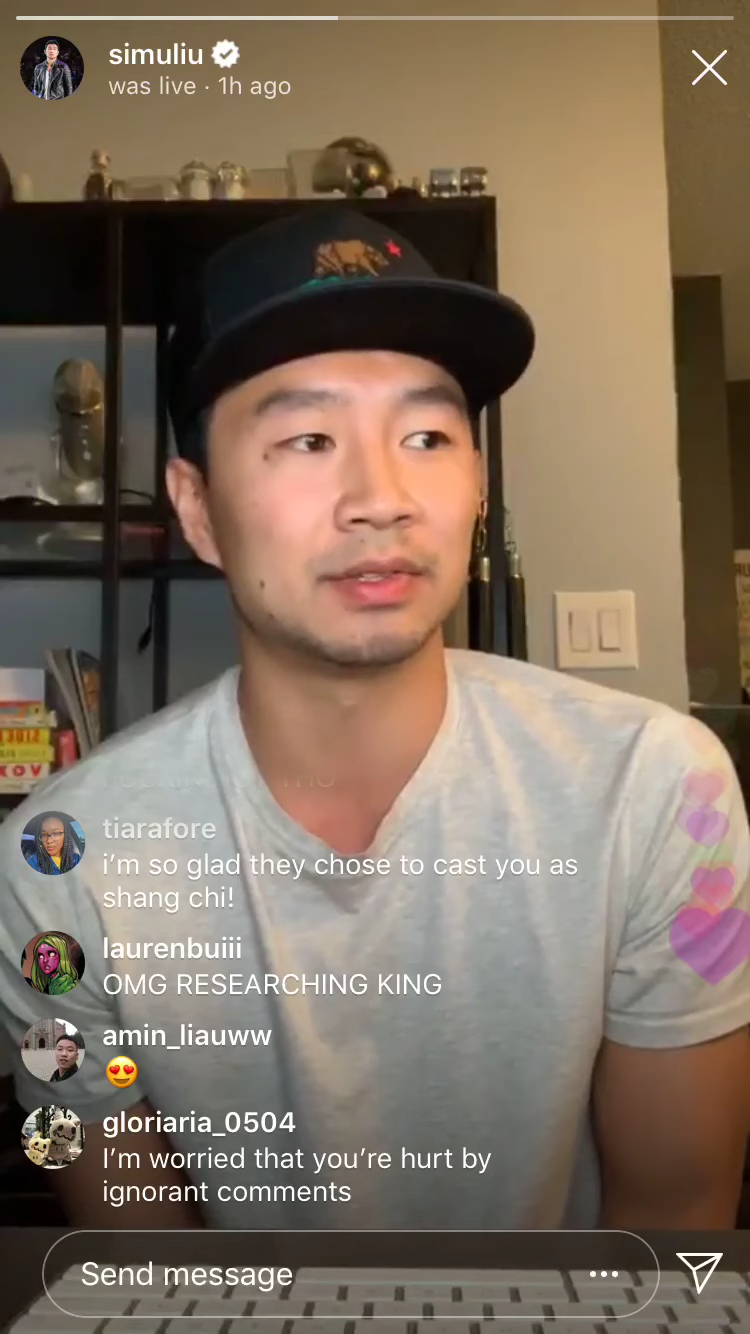 simuliu
was live · 1h ago
tiarafore
i'm so glad they chose to cast you as
shang chi!
laurenbuiii
OMG RESEARCHING KING
amin_liauww
😍
gloriaria_0504
I'm worried that you're hurt by
ignorant comments
Send message